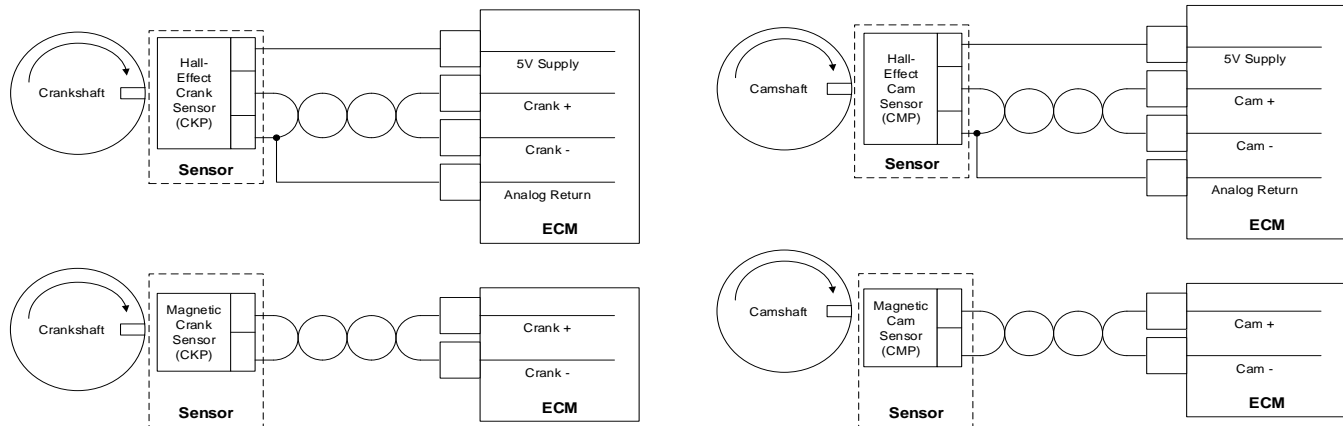 Crankshaft
Hall-
Effect
Crank
Sensor
(CKP)
Sensor
5V Supply
Crank +
Crank -
Analog Return
ECM
Camshaft
Hall-
Effect
Cam
Sensor
(CMP)
Sensor
5V Supply
Cam +
Cam -
Analog Return
ECM
Crankshaft
Magnetic
Crank
Sensor
(CKP)
Sensor
Crank +
Crank -
ECM
Camshaft
Magnetic
Cam
Sensor
(CMP)
Sensor
Cam +
Cam -
ECM